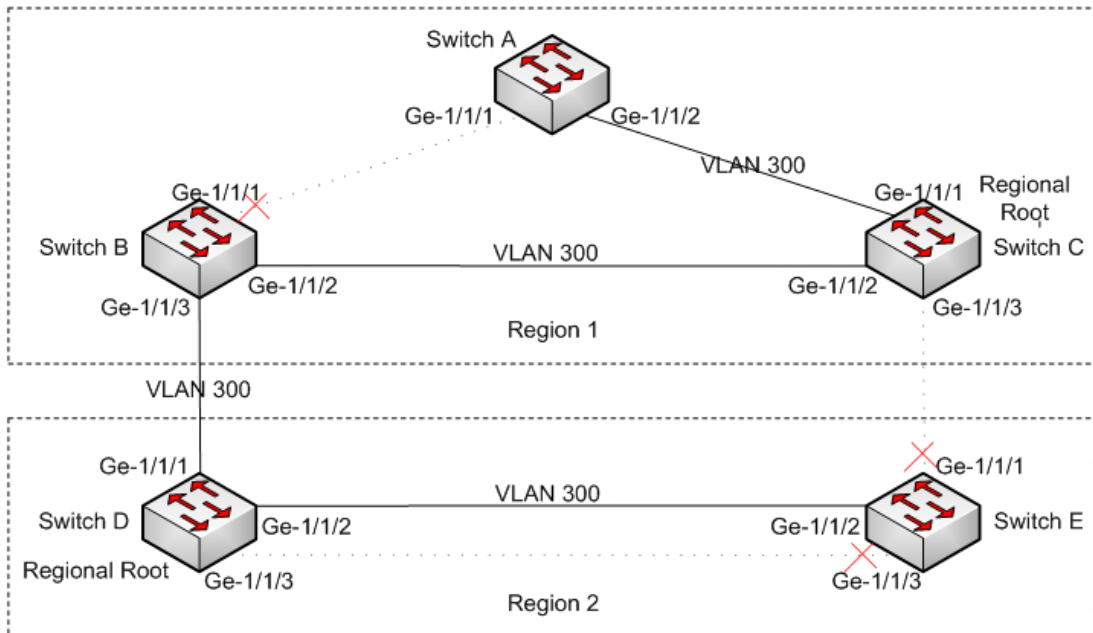 Switch A
Ge-1/1/1
Ge-1/1/2
VLAN 300
Ge-1/1/1
Ge-1/1/1
Regional
Root
Switch B
VLAN 300
Switch C
Ge-1/1/2
Ge-1/1/2
Ge-1/1/3
Ge-1/1/3
Region 1
VLAN 300
Ge-1/1/1
Ge-1/1/1
VLAN 300
Switch D
Ge-1/1/2
Ge-1/1/2
Switch E
Regional Root
Ge-1/1/3
Ge-1/1/3
Region 2